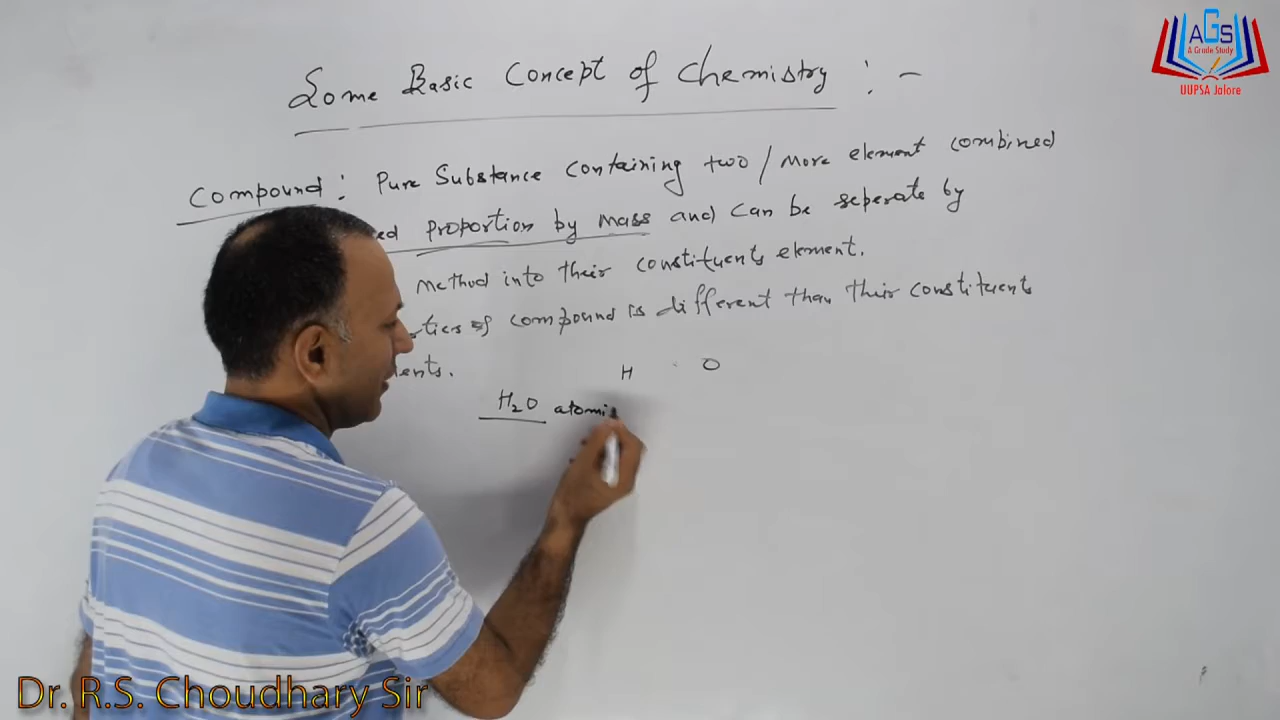 Some Basic Concept of Chemistry : -
AGS
A Grade Study
UUPSA Jalore
Compound : Pure Substance containing two / More element combined
ed proportion by mass and can be seperate by
method into their constituents element.
rties of compound is different than their constituents
ents.
H O
H2O atomi
Dr. R.S. Choudhary Sir